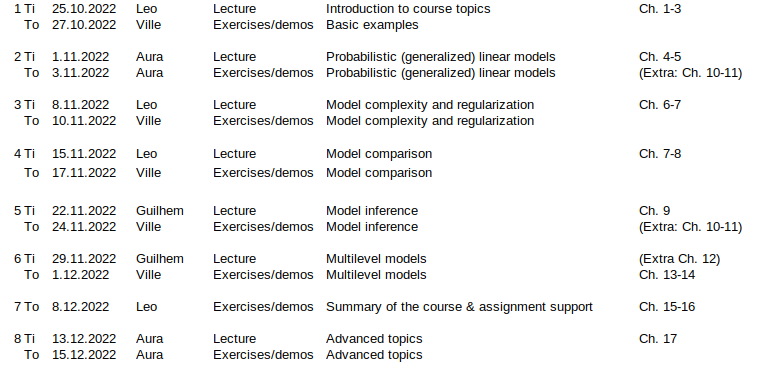 1 Ti 25.10.2022 Leo Lecture Introduction to course topics Ch. 1-3
To 27.10.2022 Ville Exercises/demos Basic examples
2 Ti 1.11.2022 Aura Lecture Probabilistic (generalized) linear models Ch. 4-5
To 3.11.2022 Aura Exercises/demos Probabilistic (generalized) linear models (Extra: Ch. 10-11)
3 Ti 8.11.2022 Leo Lecture Model complexity and regularization Ch. 6-7
To 10.11.2022 Ville Exercises/demos Model complexity and regularization
4 Ti 15.11.2022 Leo Lecture Model comparison Ch. 7-8
To 17.11.2022 Ville Exercises/demos Model comparison
5 Ti 22.11.2022 Guilhem Lecture Model inference Ch. 9
To 24.11.2022 Ville Exercises/demos Model inference (Extra: Ch. 10-11)
6 Ti 29.11.2022 Guilhem Lecture Multilevel models (Extra Ch. 12)
To 1.12.2022 Ville Exercises/demos Multilevel models Ch. 13-14
7 To 8.12.2022 Leo Exercises/demos Summary of the course & assignment support Ch. 15-16
8 Ti 13.12.2022 Aura Lecture Advanced topics Ch. 17
To 15.12.2022 Aura Exercises/demos Advanced topics